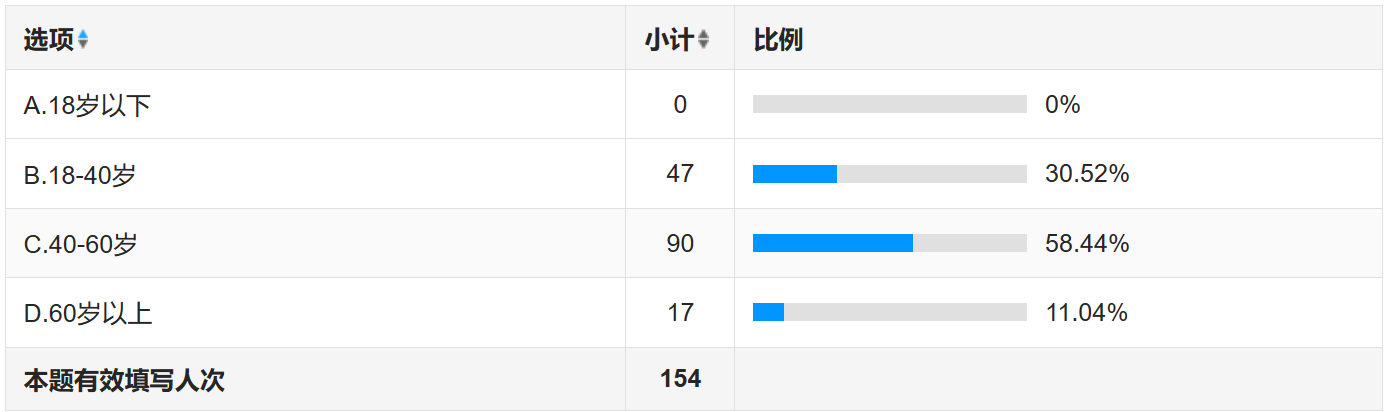 选项 小计 比例
A.18岁以下 0 0%
B.18-40岁 47 30.52%
C.40-60岁 90 58.44%
D.60岁以上 17 11.04%
本题有效填写人次 154